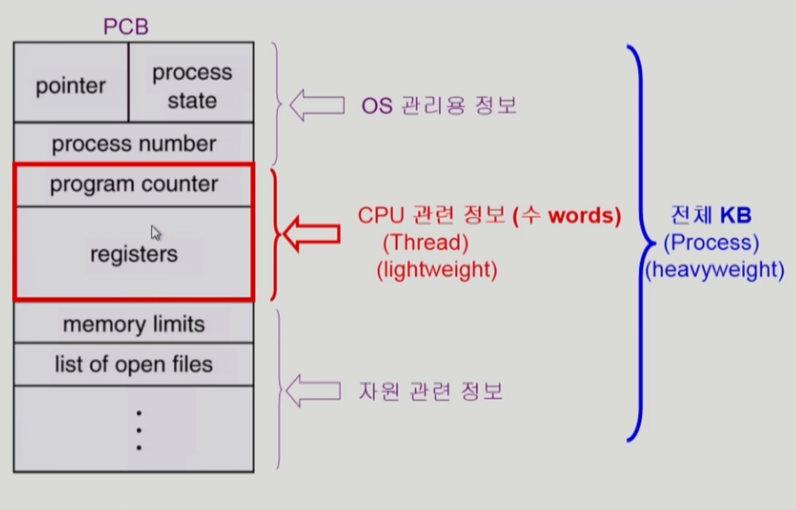 PCB
pointer
process
state
process number
program counter
registers
memory limits
list of open files
OS 관리용 정보
CPU 관련 정보 (수 words)
(Thread)
(lightweight)
자원 관련 정보
전체 KB
(Process)
(heavyweight)